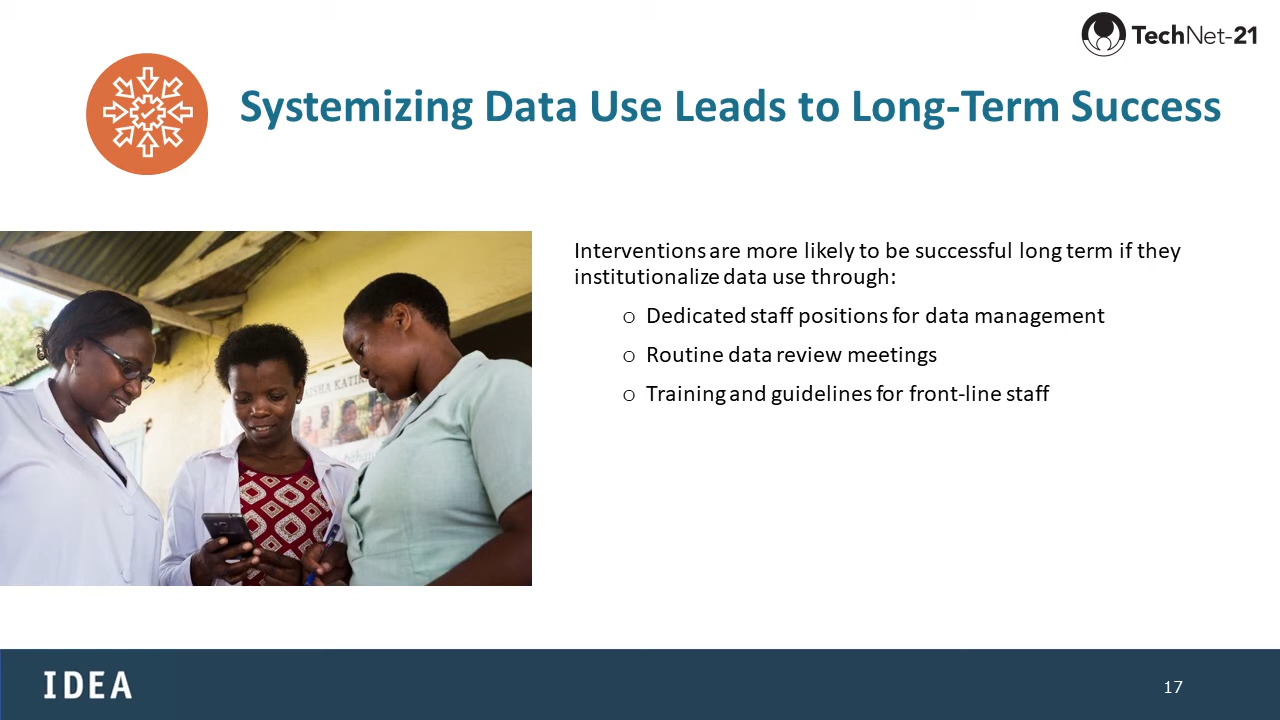 TechNet-21
Systemizing Data Use Leads to Long-Term Success
Interventions are more likely to be successful long term if they
institutionalize data use through:
o Dedicated staff positions for data management
o Routine data review meetings
o Training and guidelines for front-line staff
IDEA
17